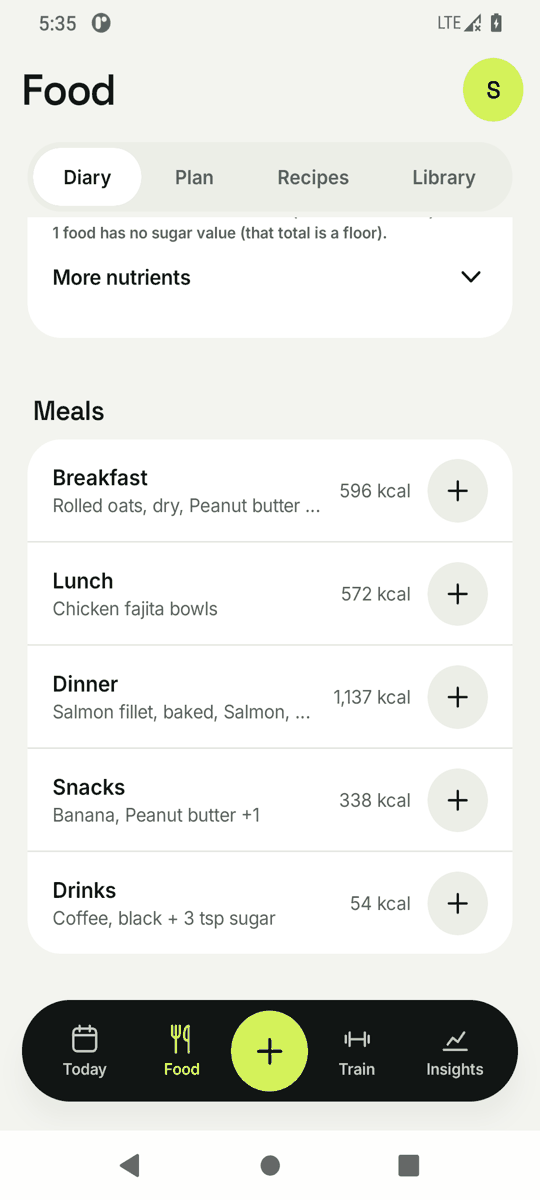 5:35
LTE
Food
S
Diary
Plan
Recipes
Library
1 food has no sugar value (that total is a floor).
More nutrients
Meals
Breakfast
Rolled oats, dry, Peanut butter ...
596 kcal
Lunch
Chicken fajita bowls
572 kcal
Dinner
Salmon fillet, baked, Salmon, ...
1,137 kcal
Snacks
Banana, Peanut butter +1
338 kcal
Drinks
Coffee, black + 3 tsp sugar
54 kcal
Today
Food
Train
Insights